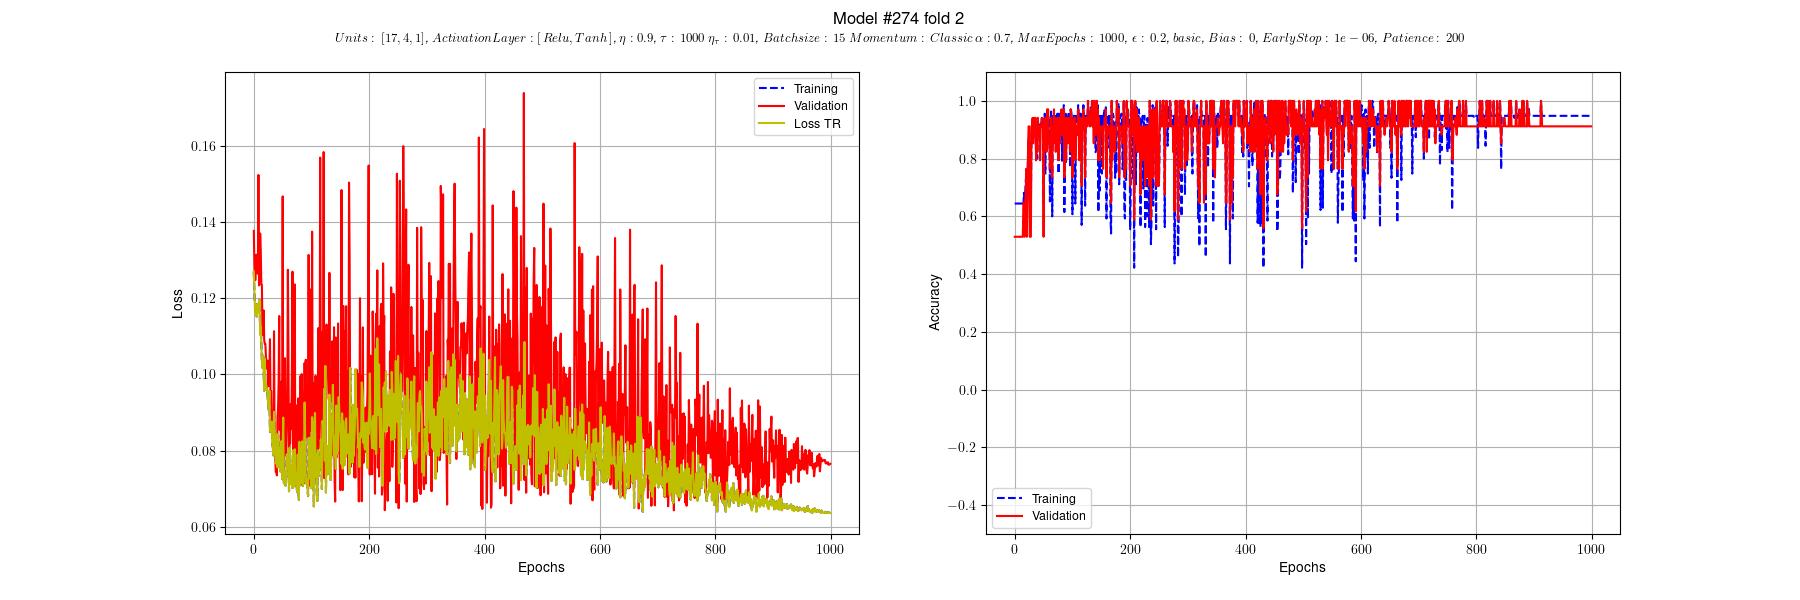 Model #274 fold 2
Units : [17, 4, 1], ActivationLayer : [Relu, Tanh], η : 0.9, τ : 1000 η_τ : 0.01, Batchsize : 15 Momentum : Classic α : 0.7, MaxEpochs : 1000, ϵ : 0.2, basic, Bias : 0, EarlyStop : 1e − 06, Patience : 200
Training
Validation
Loss TR
0.16
0.14
0.12
0.10
0.08
0.06
Loss
0 200 400 600 800 1000
Epochs
1.0
0.8
0.6
0.4
0.2
0.0
−0.2
−0.4
Accuracy
Training
Validation
0 200 400 600 800 1000
Epochs